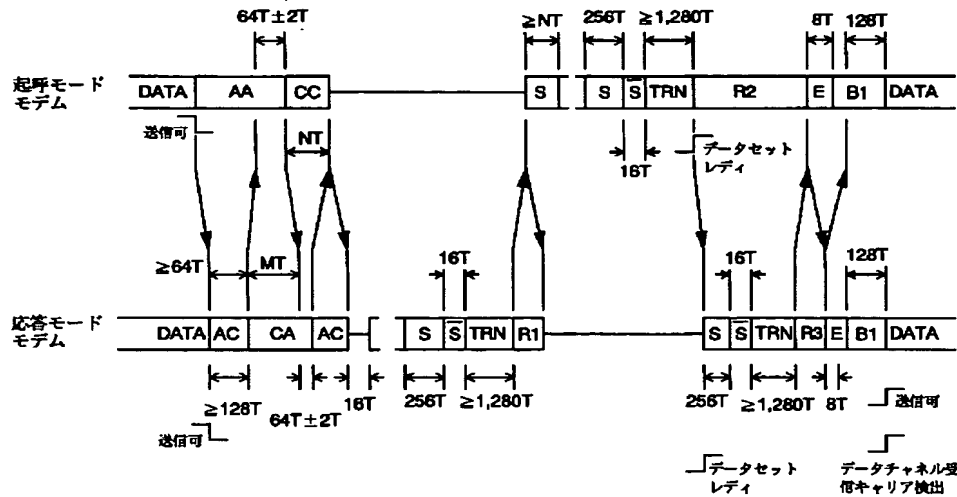 64T±2T
≧NT
256T
≧1,280T
8T
128T
起呼モード
モデム
DATA
AA
CC
S
S
S̅
TRN
R2
E
B1
DATA
送信可
NT
16T
データセット
レディ
≧64T
MT
16T
16T
128T
応答モード
モデム
DATA
AC
CA
AC
S
S̅
TRN
R1
S
S̅
TRN
R3
E
B1
DATA
≧128T
64T±2T
16T
256T
≧1,280T
256T
≧1,280T
8T
送信可
送信可
データセット
レディ
データチャネル受
信キャリア検出